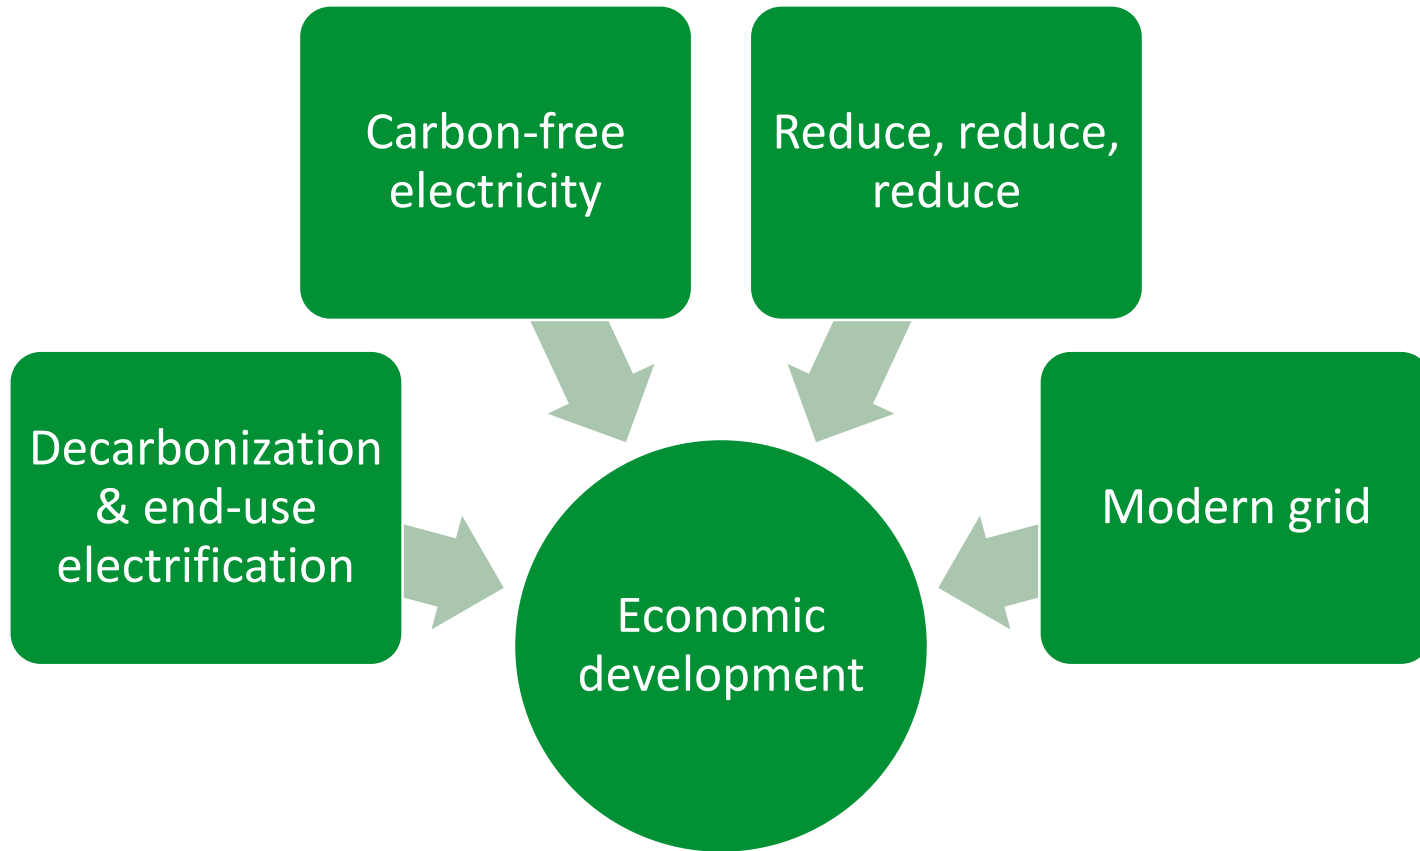 Carbon-free
electricity
Reduce, reduce,
reduce
Decarbonization
& end-use
electrification
Modern grid
Economic
development